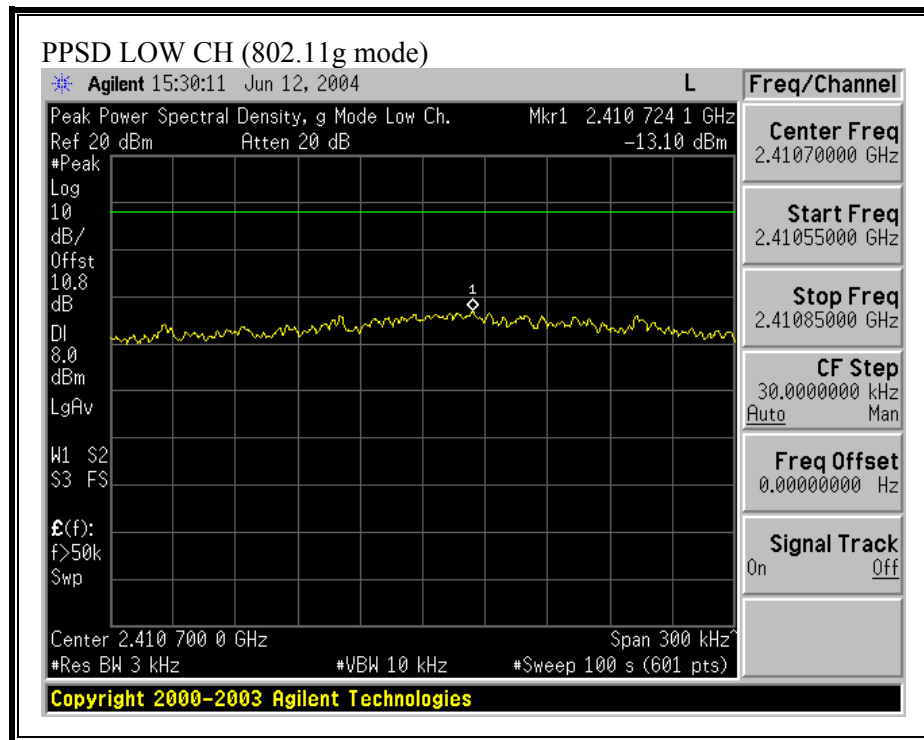 PPSD LOW CH (802.11g mode)
Agilent 15:30:11 Jun 12, 2004 L
Peak Power Spectral Density, g Mode Low Ch. Mkr1 2.410 724 1 GHz
Ref 20 dBm Atten 20 dB -13.10 dBm
#Peak
Log
10
dB/
Offst
10.8
dB
DI
8.0
dBm
LgAv
W1 S2
S3 FS
£(f):
f>50k
Swp
1
Center 2.410 700 0 GHz Span 300 kHz^
#Res BW 3 kHz #VBW 10 kHz #Sweep 100 s (601 pts)
Copyright 2000-2003 Agilent Technologies
Freq/Channel
Center Freq
2.41070000 GHz
Start Freq
2.41055000 GHz
Stop Freq
2.41085000 GHz
CF Step
30.0000000 kHz
Auto Man
Freq Offset
0.00000000 Hz
Signal Track
On Off